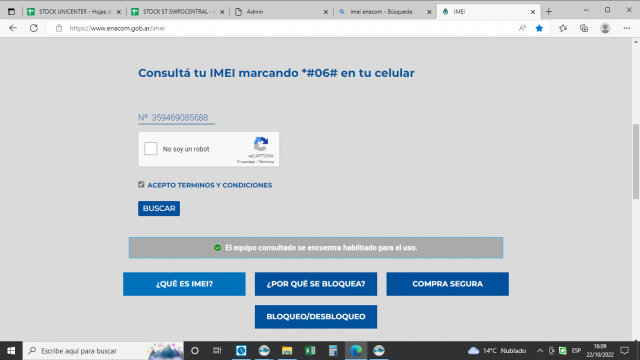 STOCK UNICENTER - Hojas d
STOCK ST SWPOCENTRAL - H
Admin
imei enacom - Búsqueda
IMEI
https://www.enacom.gob.ar/imei
Consultá tu IMEI marcando *#06# en tu celular
Nº 359469085688
No soy un robot
reCAPTCHA
Privacidad - Términos
ACEPTO TERMINOS Y CONDICIONES
BUSCAR
El equipo consultado se encuentra habilitado para el uso.
¿QUÉ ES IMEI?
¿POR QUÉ SE BLOQUEA?
COMPRA SEGURA
BLOQUEO/DESBLOQUEO
Escribe aquí para buscar
14°C Nublado
ESP
16:09
22/10/2022